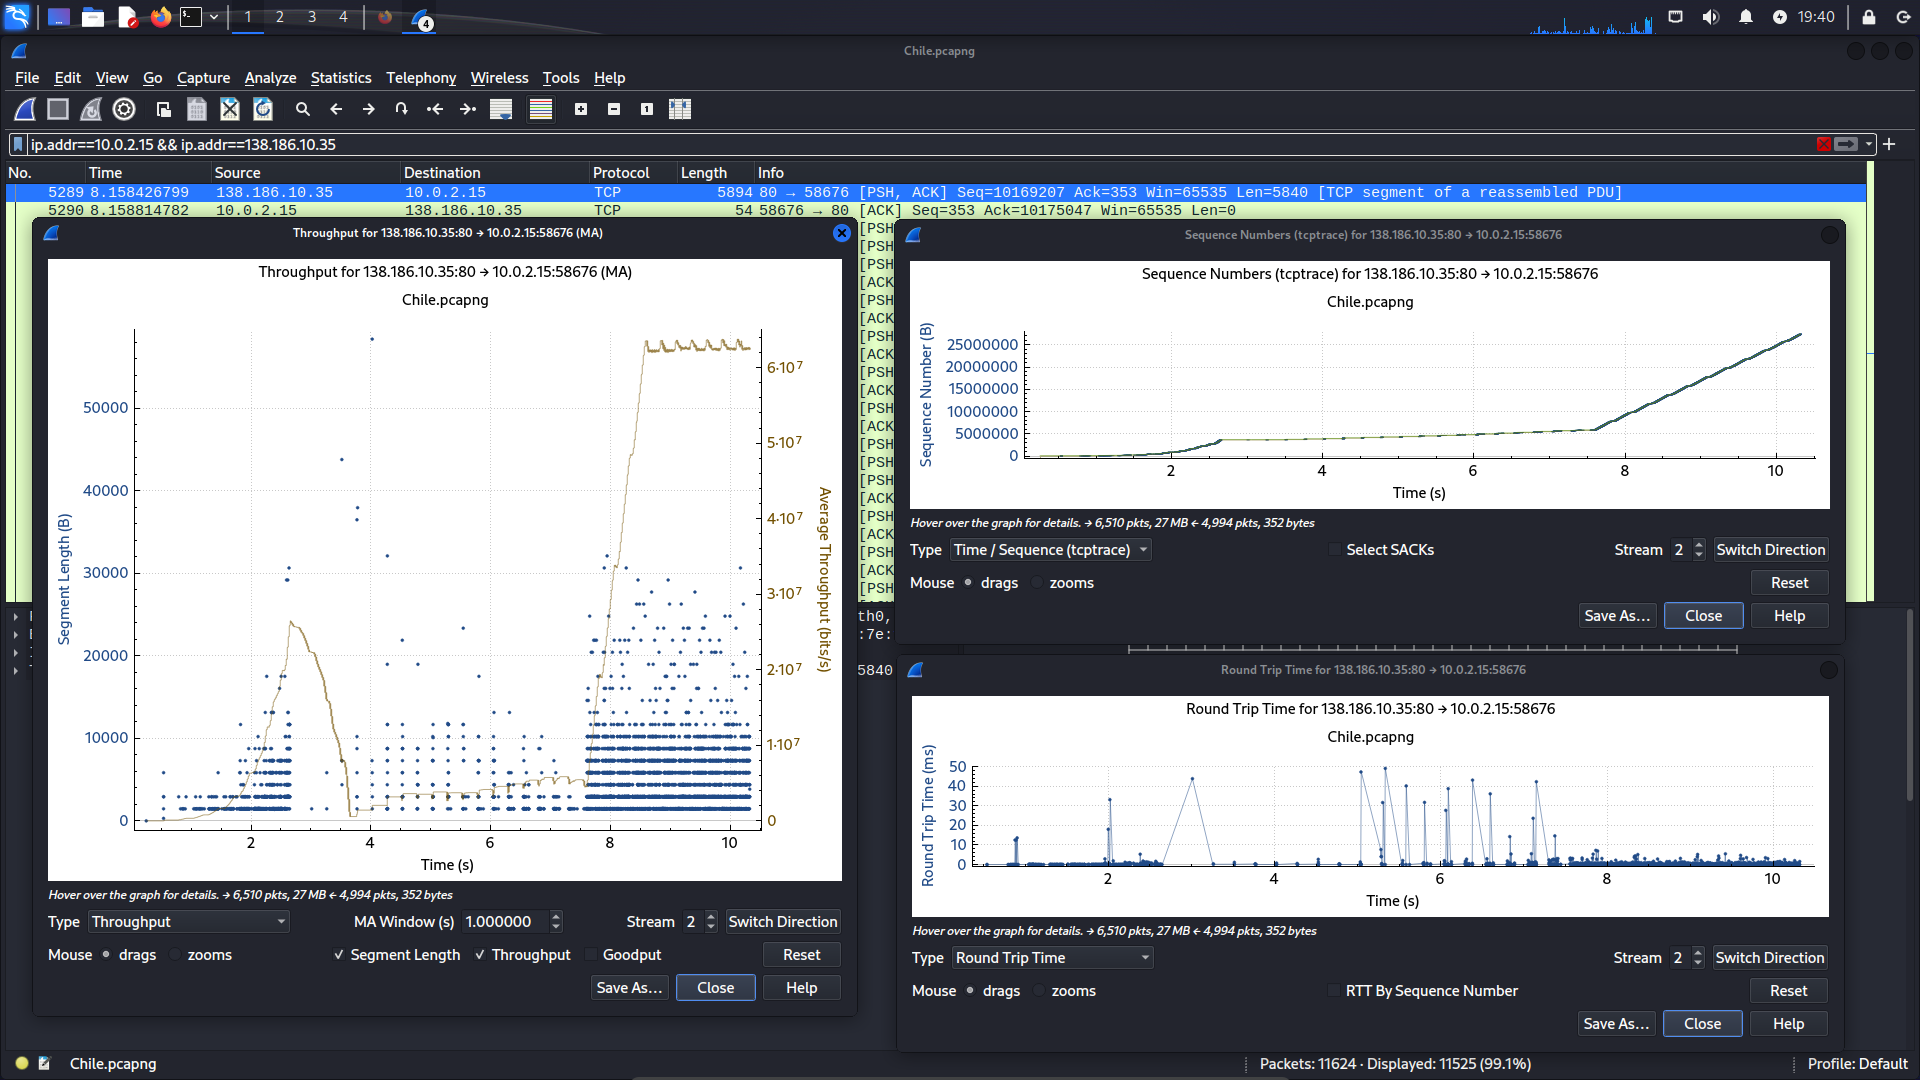 1 2 3 4
4
19:40
Chile.pcapng
File Edit View Go Capture Analyze Statistics Telephony Wireless Tools Help
ip.addr==10.0.2.15 && ip.addr==138.186.10.35
No. Time Source Destination Protocol Length Info
5289 8.158426799 138.186.10.35 10.0.2.15 TCP 5894 80 → 58676 [PSH, ACK] Seq=10169207 Ack=353 Win=65535 Len=5840 [TCP segment of a reassembled PDU]
5290 8.158814782 10.0.2.15 138.186.10.35 TCP 54 58676 → 80 [ACK] Seq=353 Ack=10175047 Win=65535 Len=0
[PSH
[PSH
[PSH
[ACK
[PSH
[ACK
[PSH
[ACK
[PSH
[ACK
[PSH
[ACK
[PSH
[PSH
[PSH
[ACK
[PSH
[ACK
[PSH
[ACK
[PSH
th0,
:7e:
5840
Throughput for 138.186.10.35:80 → 10.0.2.15:58676 (MA)
Throughput for 138.186.10.35:80 → 10.0.2.15:58676 (MA)
Chile.pcapng
Segment Length (B)
50000
40000
30000
20000
10000
0
Average Throughput (bits/s)
6·10⁷
5·10⁷
4·10⁷
3·10⁷
2·10⁷
1·10⁷
0
2 4 6 8 10
Time (s)
Hover over the graph for details. → 6,510 pkts, 27 MB ← 4,994 pkts, 352 bytes
Type Throughput MA Window (s) 1.000000 Stream 2 Switch Direction
Mouse drags zooms Segment Length Throughput Goodput Reset
Save As... Close Help
Sequence Numbers (tcptrace) for 138.186.10.35:80 → 10.0.2.15:58676
Sequence Numbers (tcptrace) for 138.186.10.35:80 → 10.0.2.15:58676
Chile.pcapng
Sequence Number (B)
25000000
20000000
15000000
10000000
5000000
0
2 4 6 8 10
Time (s)
Hover over the graph for details. → 6,510 pkts, 27 MB ← 4,994 pkts, 352 bytes
Type Time / Sequence (tcptrace) Select SACKs Stream 2 Switch Direction
Mouse drags zooms Reset
Save As... Close Help
Round Trip Time for 138.186.10.35:80 → 10.0.2.15:58676
Round Trip Time for 138.186.10.35:80 → 10.0.2.15:58676
Chile.pcapng
Round Trip Time (ms)
50
40
30
20
10
0
2 4 6 8 10
Time (s)
Hover over the graph for details. → 6,510 pkts, 27 MB ← 4,994 pkts, 352 bytes
Type Round Trip Time Stream 2 Switch Direction
Mouse drags zooms RTT By Sequence Number Reset
Save As... Close Help
Chile.pcapng Packets: 11624 · Displayed: 11525 (99.1%) Profile: Default